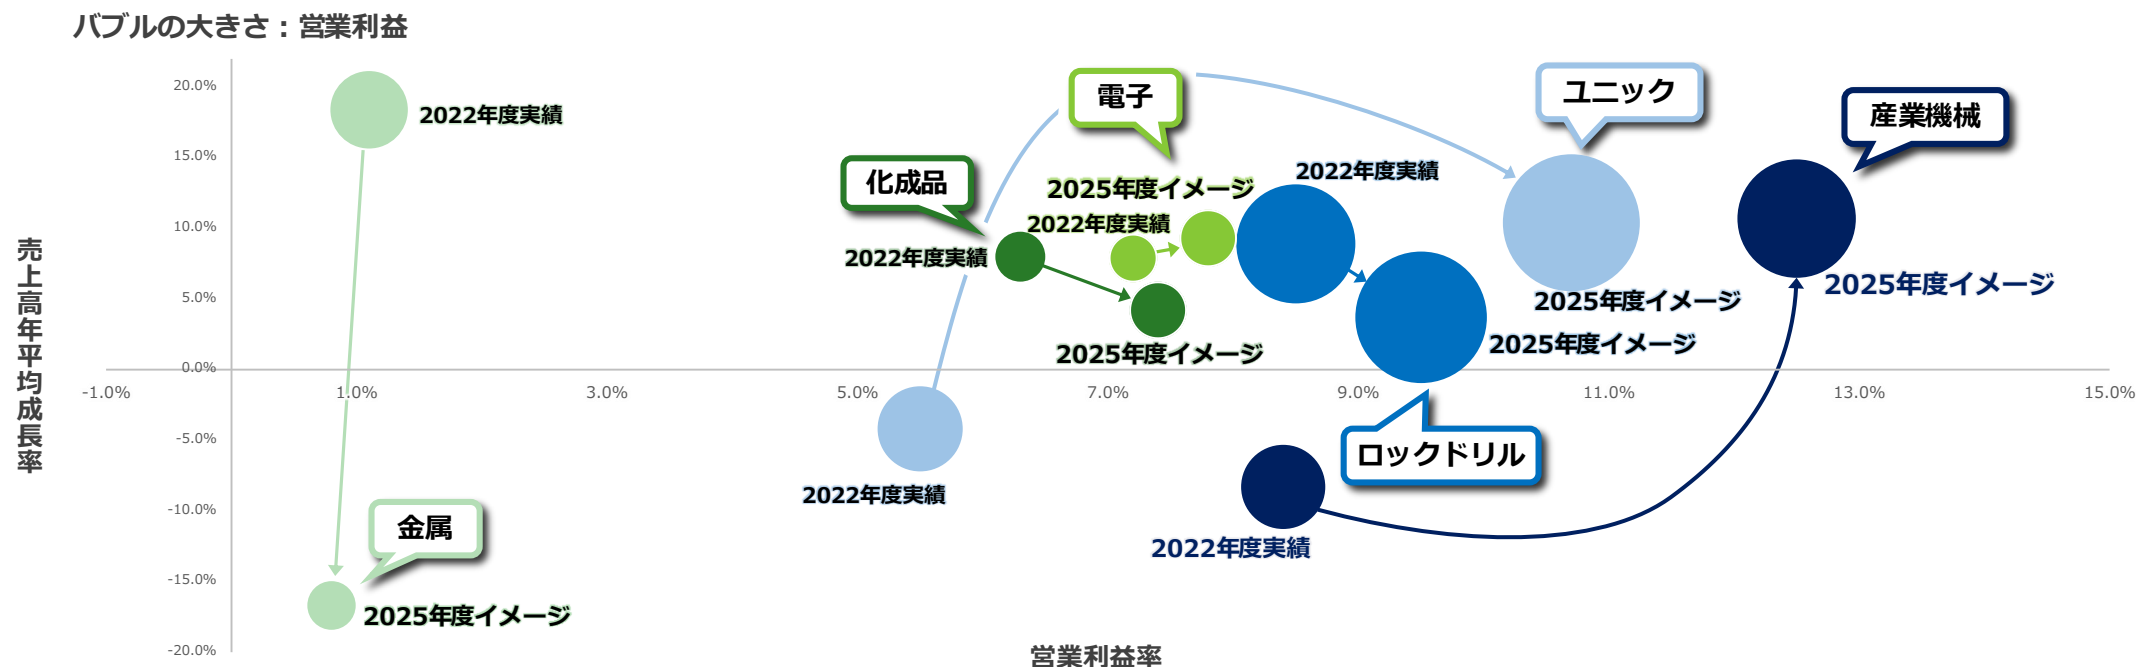 バブルの大きさ：営業利益
売上高年平均成長率
20.0%
15.0%
10.0%
5.0%
0.0%
-5.0%
-10.0%
-15.0%
-20.0%
-1.0%
1.0%
3.0%
5.0%
7.0%
9.0%
11.0%
13.0%
15.0%
営業利益率
2022年度実績
金属
2025年度イメージ
化成品
2022年度実績
2025年度イメージ
電子
2025年度イメージ
2022年度実績
2022年度実績
2025年度イメージ
ロックドリル
ユニック
2025年度イメージ
2022年度実績
産業機械
2025年度イメージ
2022年度実績